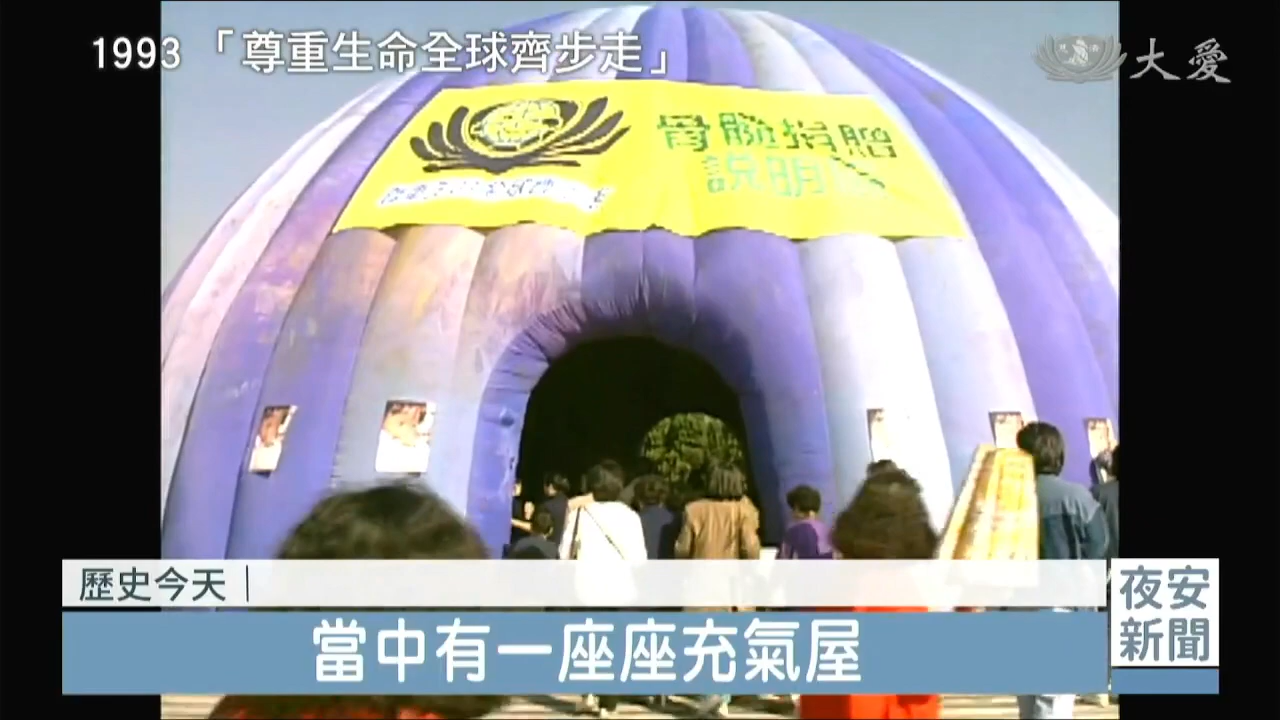 1993「尊重生命全球齊步走」
大愛
骨髓捐贈
說明
歷史今天
夜安
新聞
當中有一座座充氣屋